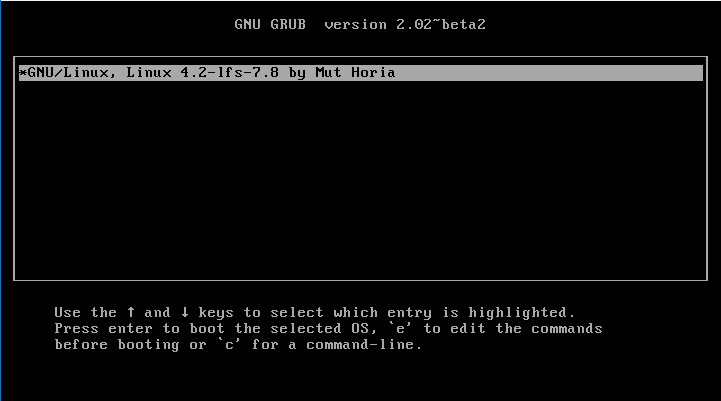 GNU GRUB  version 2.02~beta2
*GNU/Linux, Linux 4.2-lfs-7.8 by Mut Horia
Use the ↑ and ↓ keys to select which entry is highlighted.
Press enter to boot the selected OS, `e' to edit the commands
before booting or `c' for a command-line.